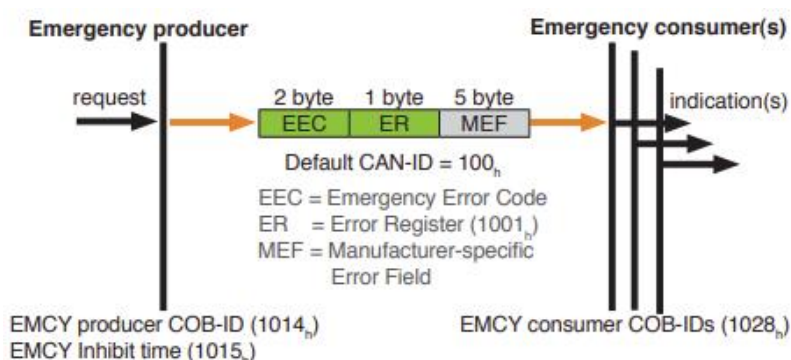 Emergency producer
Emergency consumer(s)
request
2 byte 1 byte 5 byte
indication(s)
EEC ER MEF
Default CAN-ID = 100h
EEC = Emergency Error Code
ER = Error Register (1001h)
MEF = Manufacturer-specific
Error Field
EMCY producer COB-ID (1014h)
EMCY consumer COB-IDs (1028h)
EMCY Inhibit time (1015h)